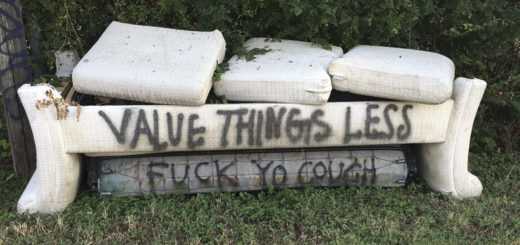 VALUE THINGS LESS
FUCK YO COUCH